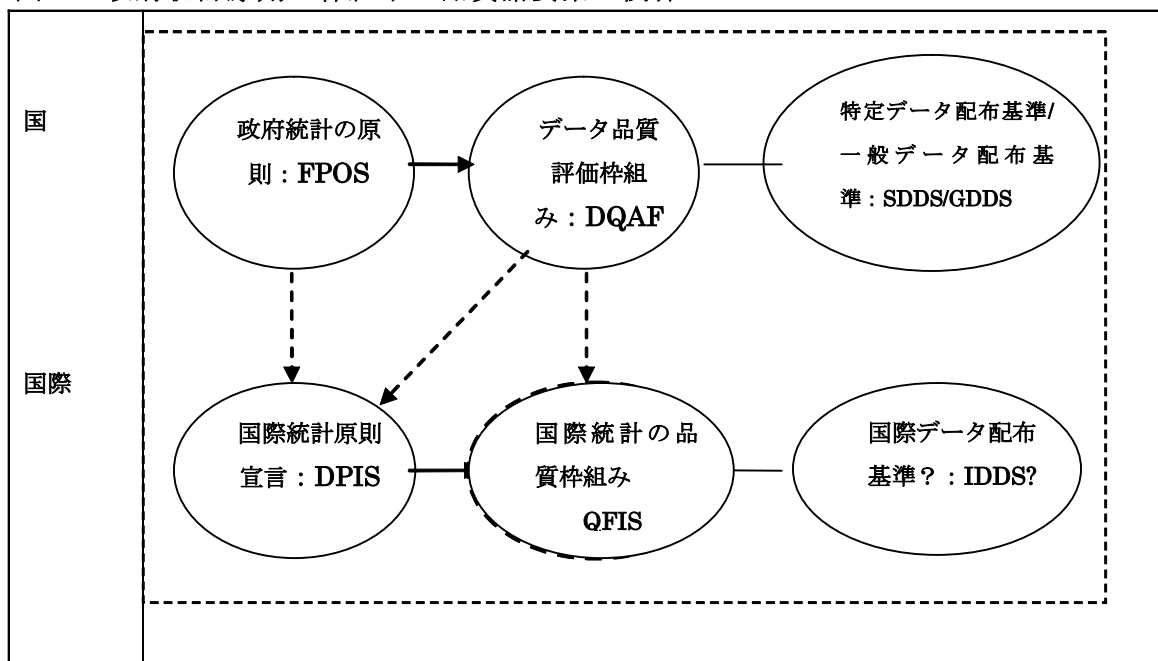 国
政府統計の原
則：FPOS
データ品質
評価枠組
み：DQAF
特定データ配布基準/
一般データ配布基
準：SDDS/GDDS
国際
国際統計原則
宣言：DPIS
国際統計の品
質枠組み
QFIS
国際データ配布
基準？：IDDS?